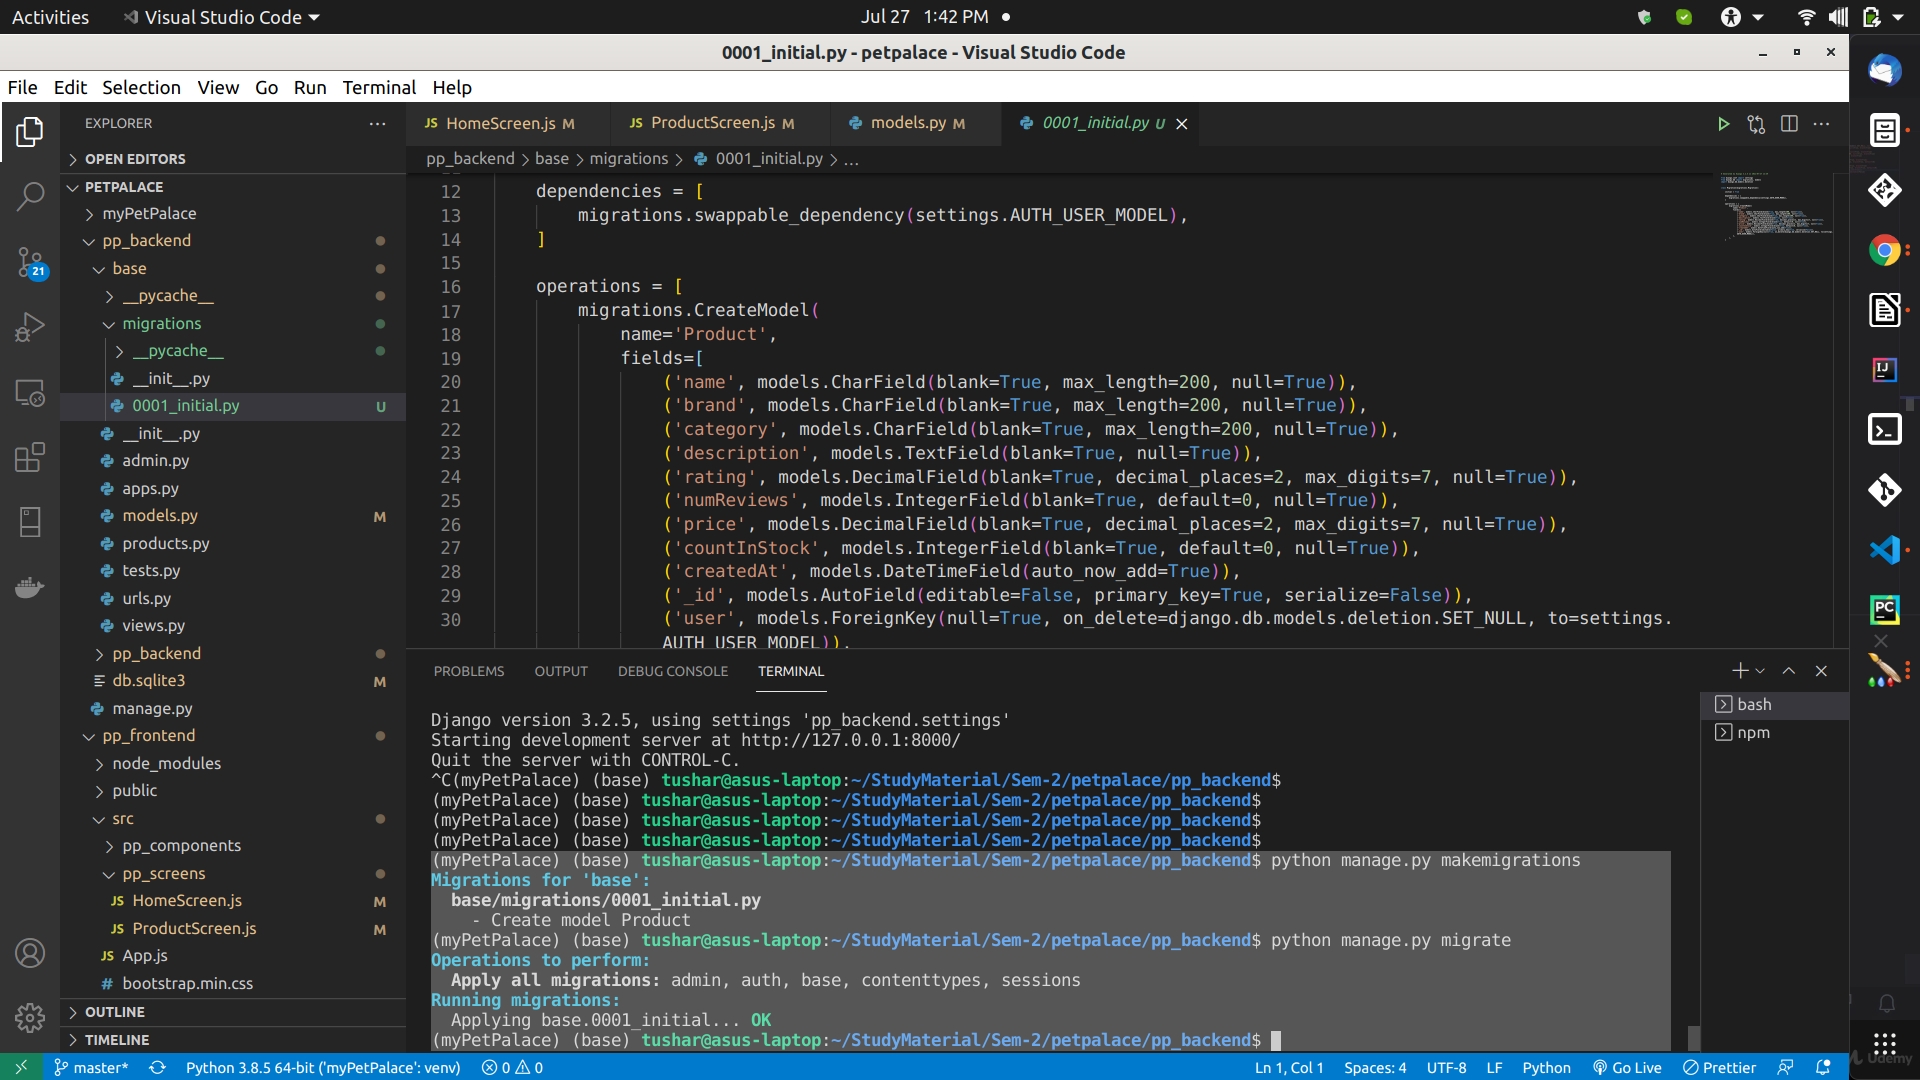 Activities
Visual Studio Code
Jul 27 1:42 PM
0001_initial.py - petpalace - Visual Studio Code
File Edit Selection View Go Run Terminal Help
EXPLORER
OPEN EDITORS
PETPALACE
myPetPalace
pp_backend
base
__pycache__
migrations
__pycache__
__init__.py
0001_initial.py U
__init__.py
admin.py
apps.py
models.py M
products.py
tests.py
urls.py
views.py
pp_backend
db.sqlite3 M
manage.py
pp_frontend
node_modules
public
src
pp_components
pp_screens
JS HomeScreen.js M
JS ProductScreen.js M
JS App.js
# bootstrap.min.css
OUTLINE
TIMELINE
21
JS HomeScreen.js M JS ProductScreen.js M models.py M 0001_initial.py U
pp_backend > base > migrations > 0001_initial.py > ...
12 dependencies = [
13 migrations.swappable_dependency(settings.AUTH_USER_MODEL),
14 ]
15
16 operations = [
17 migrations.CreateModel(
18 name='Product',
19 fields=[
20 ('name', models.CharField(blank=True, max_length=200, null=True)),
21 ('brand', models.CharField(blank=True, max_length=200, null=True)),
22 ('category', models.CharField(blank=True, max_length=200, null=True)),
23 ('description', models.TextField(blank=True, null=True)),
24 ('rating', models.DecimalField(blank=True, decimal_places=2, max_digits=7, null=True)),
25 ('numReviews', models.IntegerField(blank=True, default=0, null=True)),
26 ('price', models.DecimalField(blank=True, decimal_places=2, max_digits=7, null=True)),
27 ('countInStock', models.IntegerField(blank=True, default=0, null=True)),
28 ('createdAt', models.DateTimeField(auto_now_add=True)),
29 ('_id', models.AutoField(editable=False, primary_key=True, serialize=False)),
30 ('user', models.ForeignKey(null=True, on_delete=django.db.models.deletion.SET_NULL, to=settings.
AUTH_USER_MODEL)),
PROBLEMS OUTPUT DEBUG CONSOLE TERMINAL
bash
npm
Django version 3.2.5, using settings 'pp_backend.settings'
Starting development server at http://127.0.0.1:8000/
Quit the server with CONTROL-C.
^C(myPetPalace) (base) tushar@asus-laptop:~/StudyMaterial/Sem-2/petpalace/pp_backend$
(myPetPalace) (base) tushar@asus-laptop:~/StudyMaterial/Sem-2/petpalace/pp_backend$
(myPetPalace) (base) tushar@asus-laptop:~/StudyMaterial/Sem-2/petpalace/pp_backend$
(myPetPalace) (base) tushar@asus-laptop:~/StudyMaterial/Sem-2/petpalace/pp_backend$
(myPetPalace) (base) tushar@asus-laptop:~/StudyMaterial/Sem-2/petpalace/pp_backend$ python manage.py makemigrations
Migrations for 'base':
base/migrations/0001_initial.py
- Create model Product
(myPetPalace) (base) tushar@asus-laptop:~/StudyMaterial/Sem-2/petpalace/pp_backend$ python manage.py migrate
Operations to perform:
Apply all migrations: admin, auth, base, contenttypes, sessions
Running migrations:
Applying base.0001_initial... OK
(myPetPalace) (base) tushar@asus-laptop:~/StudyMaterial/Sem-2/petpalace/pp_backend$
master* Python 3.8.5 64-bit ('myPetPalace': venv) 0 0 Ln 1, Col 1 Spaces: 4 UTF-8 LF Python Go Live Prettier
IJ
PC
Udemy